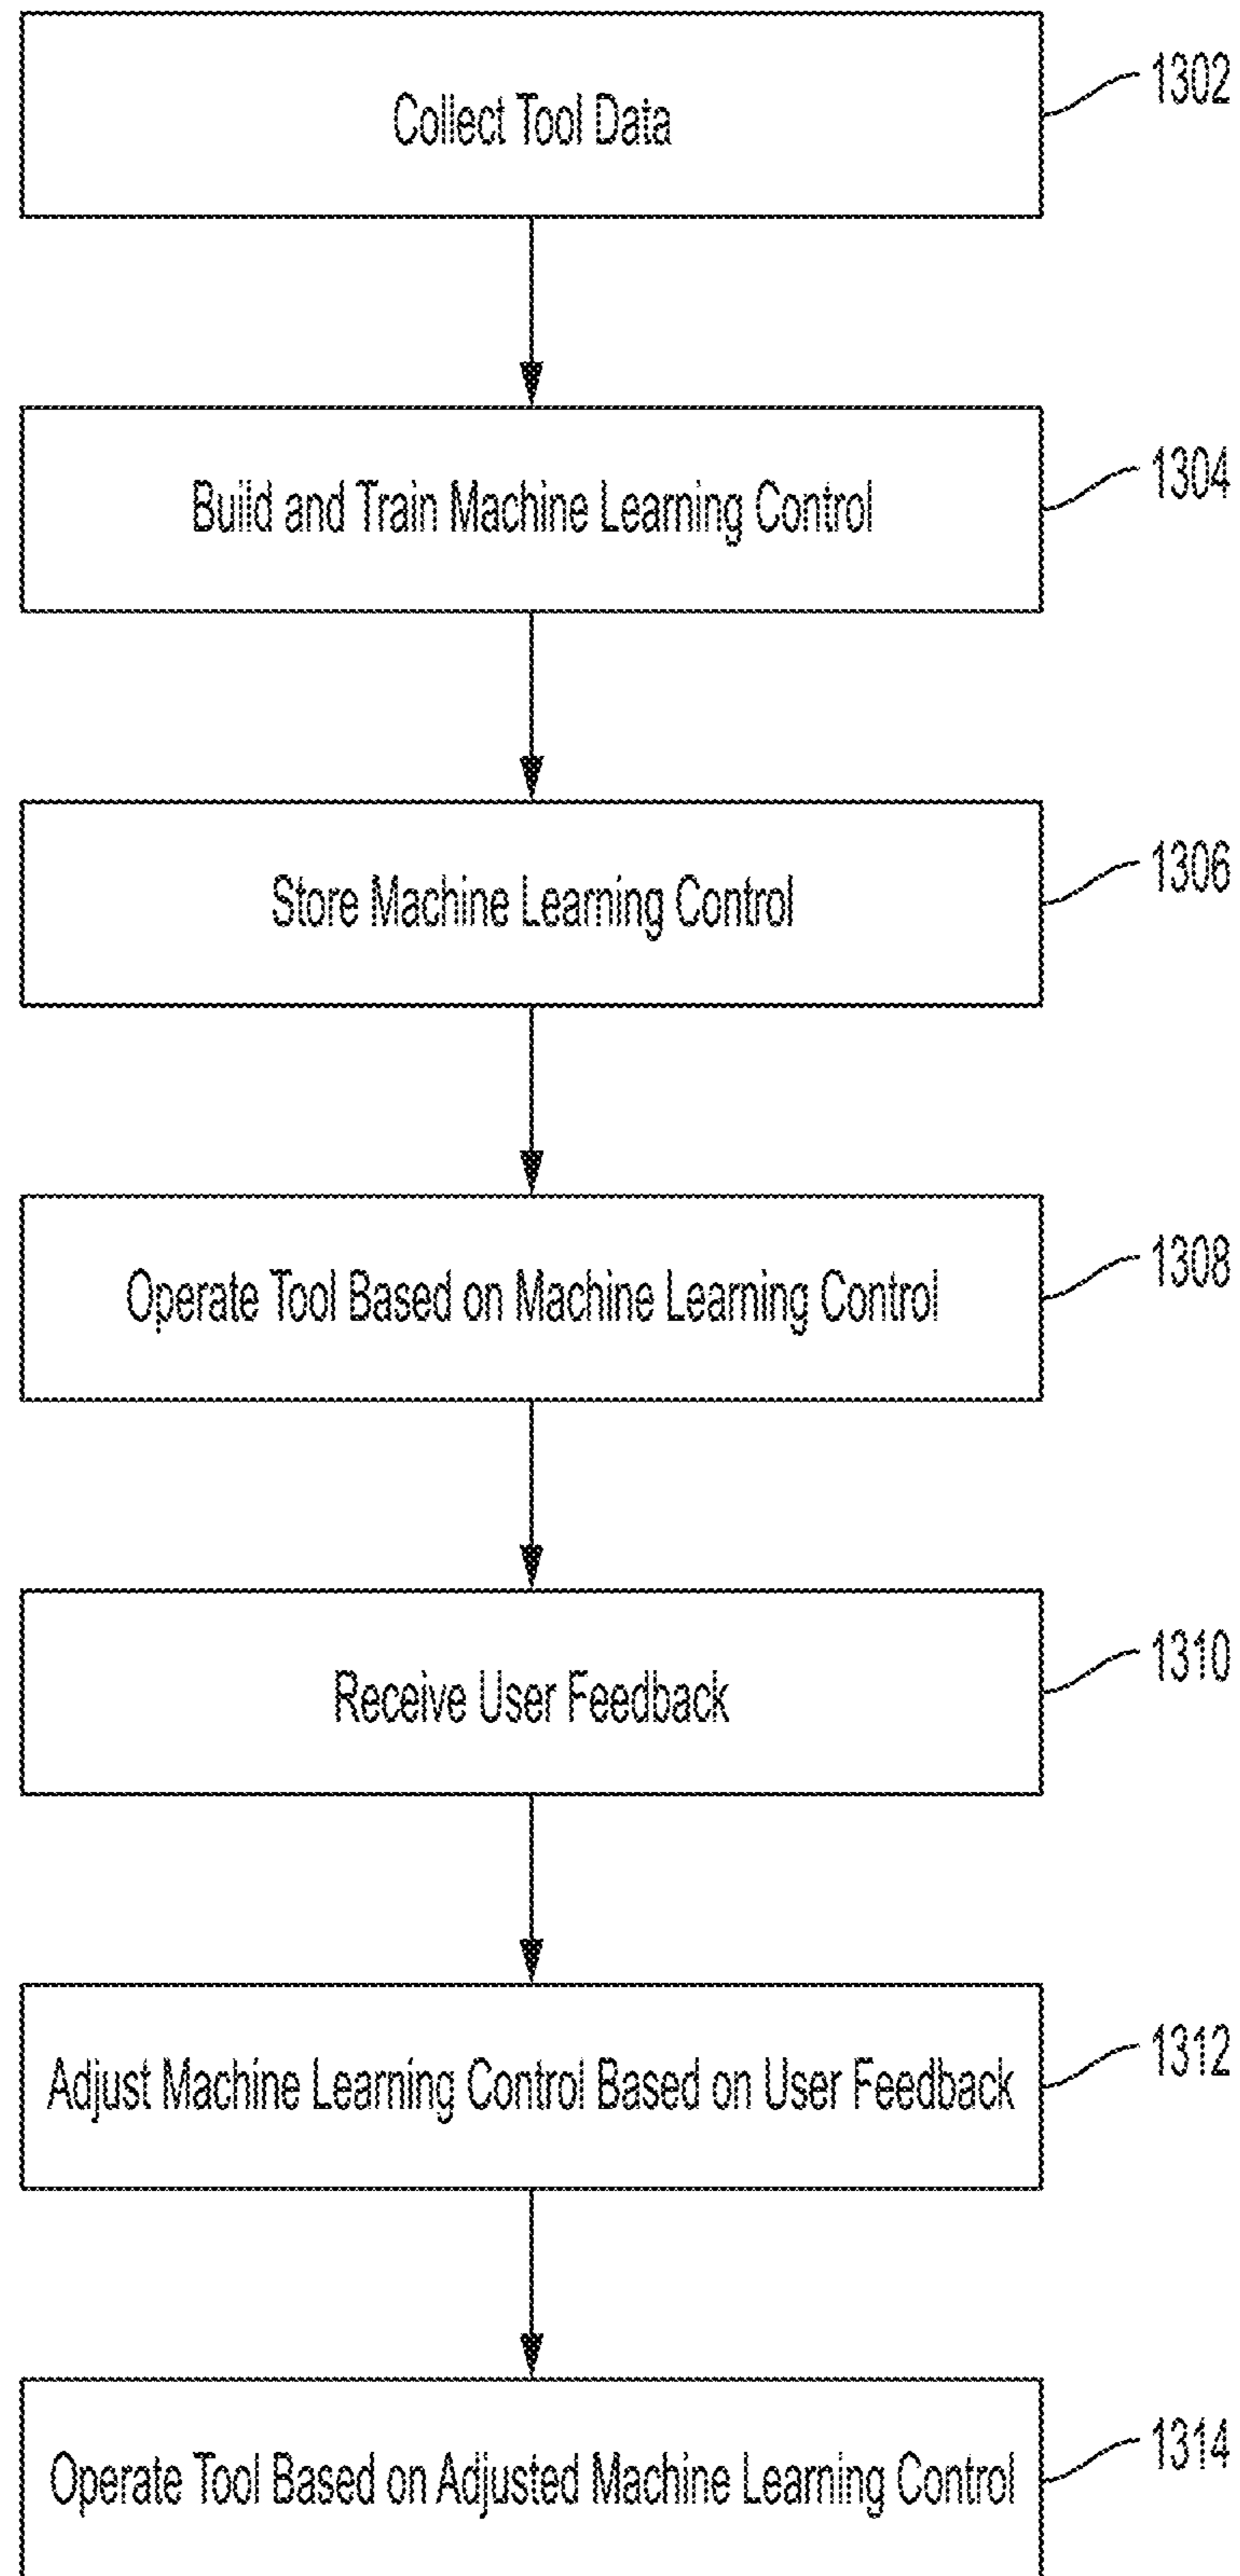 Collect Tool Data
1302
Build and Train Machine Learning Control
1304
Store Machine Learning Control
1306
Operate Tool Based on Machine Learning Control
1308
Receive User Feedback
1310
Adjust Machine Learning Control Based on User Feedback
1312
Operate Tool Based on Adjusted Machine Learning Control
1314